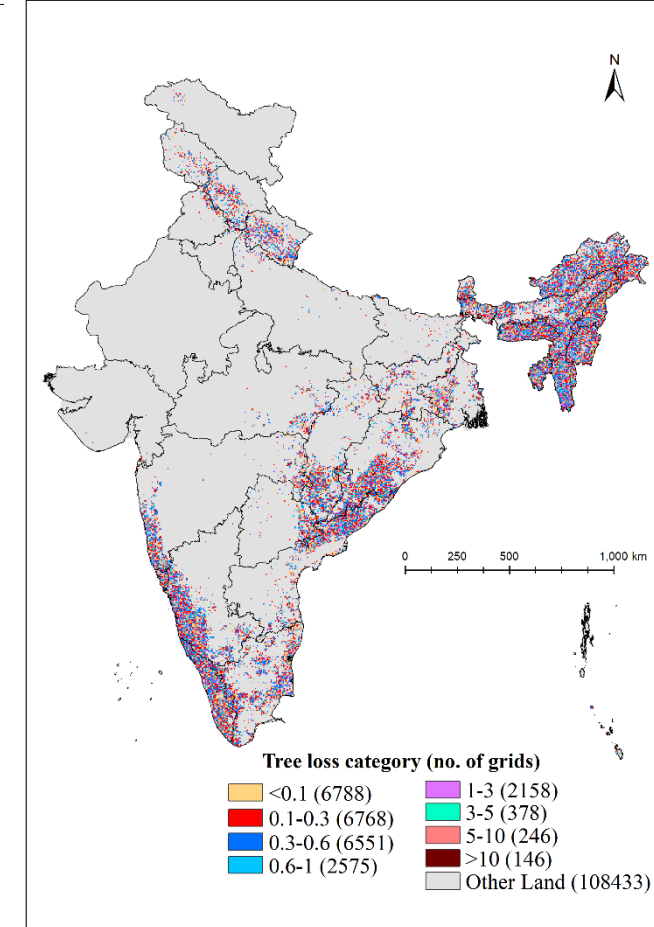 N
0 250 500 1,000 km
Tree loss category (no. of grids)
<0.1 (6788)
0.1-0.3 (6768)
0.3-0.6 (6551)
0.6-1 (2575)
1-3 (2158)
3-5 (378)
5-10 (246)
>10 (146)
Other Land (108433)